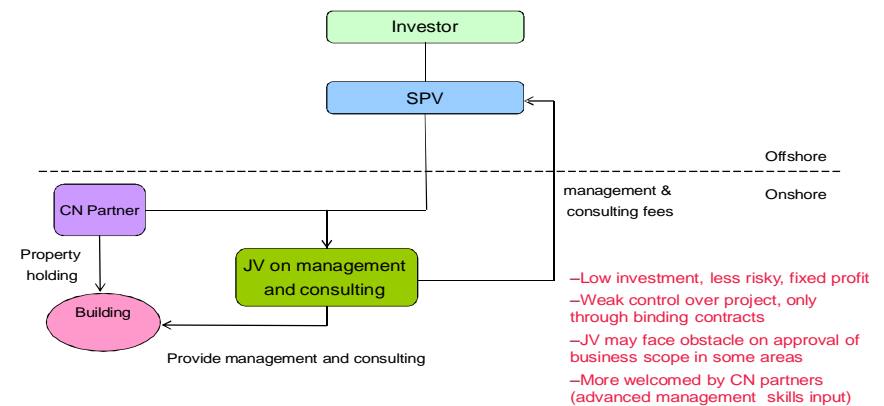 Investor
SPV
Offshore
Onshore
CN Partner
management &
consulting fees
Property
holding
JV on management
and consulting
Building
Provide management and consulting
–Low investment, less risky, fixed profit
–Weak control over project, only
through binding contracts
–JV may face obstacle on approval of
business scope in some areas
–More welcomed by CN partners
(advanced management skills input)